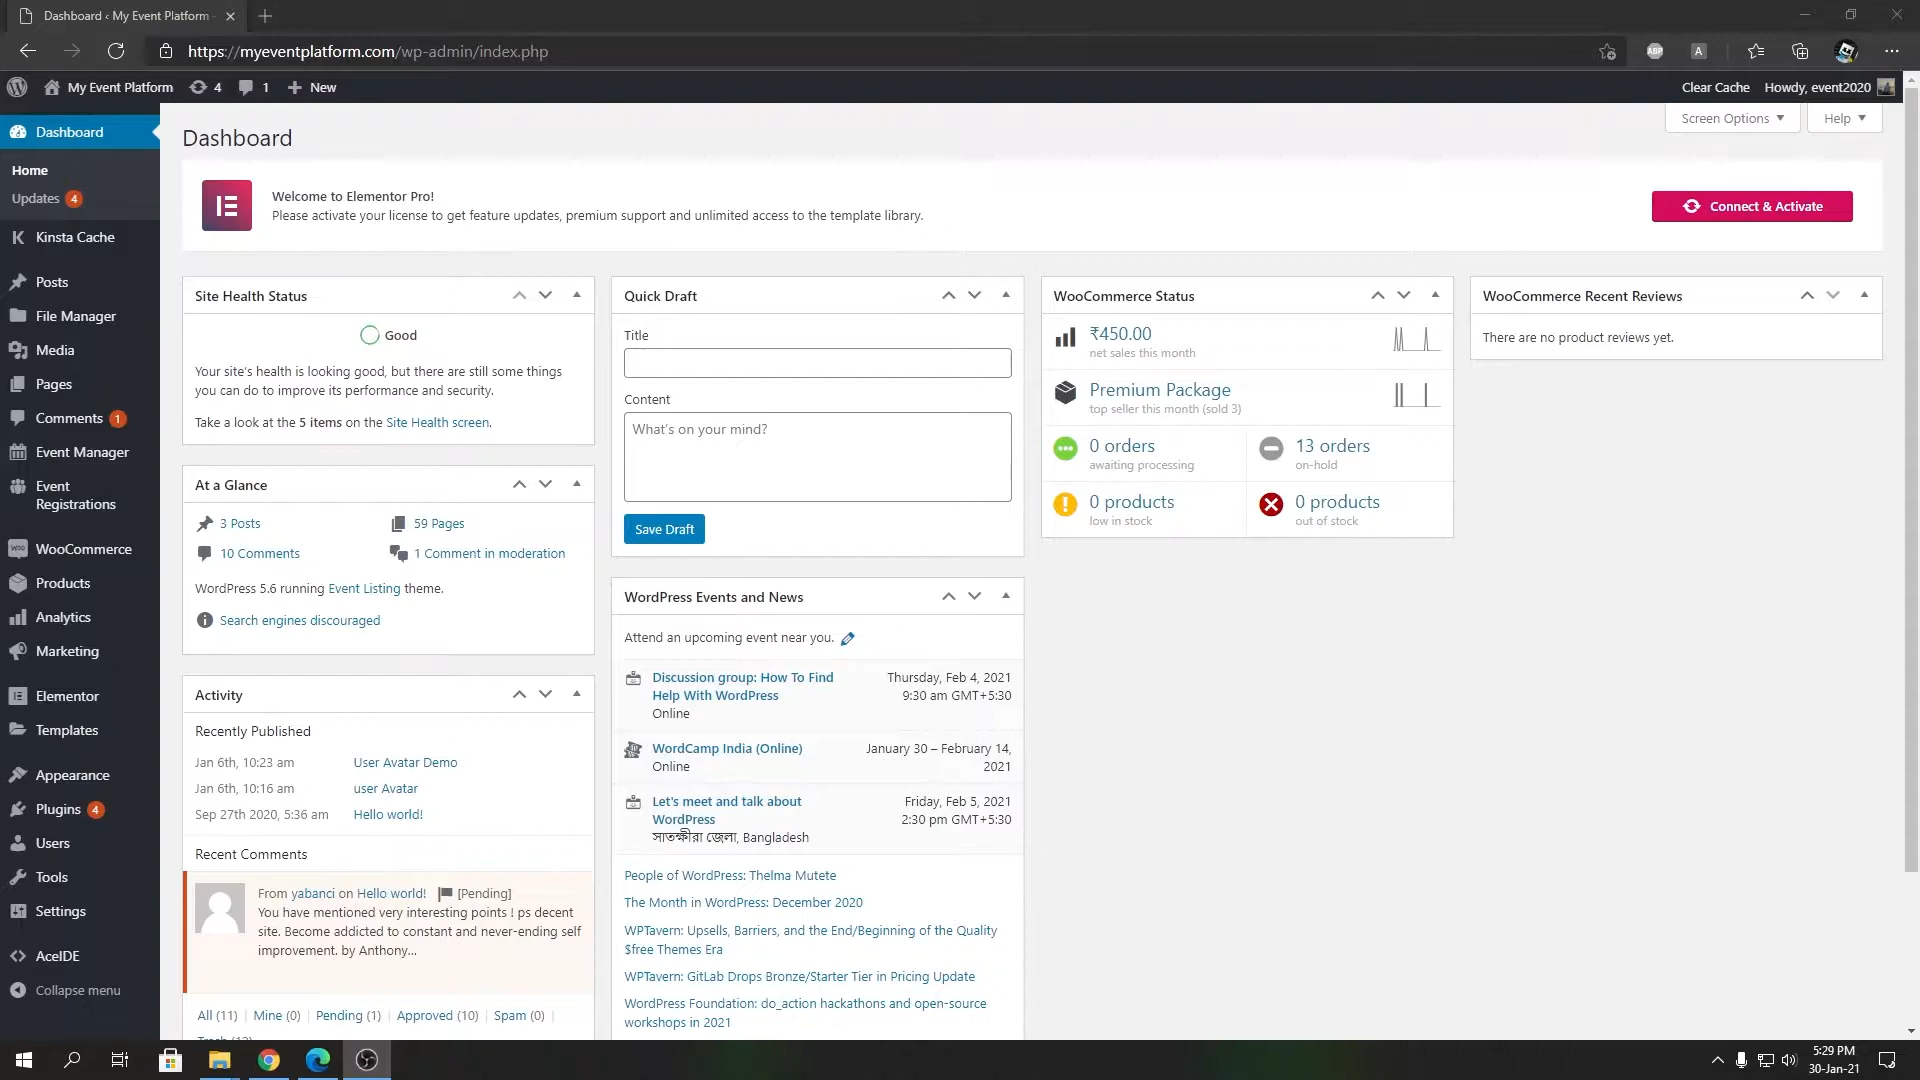 Dashboard ‹ My Event Platform
https://myeventplatform.com/wp-admin/index.php
ABP
A
My Event Platform
4
1
New
Clear Cache
Howdy, event2020
Dashboard
Home
Updates 4
Kinsta Cache
Posts
File Manager
Media
Pages
Comments 1
Event Manager
Event
Registrations
WooCommerce
Products
Analytics
Marketing
Elementor
Templates
Appearance
Plugins 4
Users
Tools
Settings
AceIDE
Collapse menu
Screen Options
Help
Dashboard
Welcome to Elementor Pro!
Please activate your license to get feature updates, premium support and unlimited access to the template library.
Connect & Activate
Site Health Status
Good
Your site's health is looking good, but there are still some things
you can do to improve its performance and security.
Take a look at the 5 items on the Site Health screen.
At a Glance
3 Posts
59 Pages
10 Comments
1 Comment in moderation
WordPress 5.6 running Event Listing theme.
Search engines discouraged
Activity
Recently Published
Jan 6th, 10:23 am User Avatar Demo
Jan 6th, 10:16 am user Avatar
Sep 27th 2020, 5:36 am Hello world!
Recent Comments
From yabanci on Hello world! [Pending]
You have mentioned very interesting points ! ps decent
site. Become addicted to constant and never-ending self
improvement. by Anthony…
All (11) | Mine (0) | Pending (1) | Approved (10) | Spam (0) |
Quick Draft
Title
Content
What's on your mind?
Save Draft
WordPress Events and News
Attend an upcoming event near you.
Discussion group: How To Find
Help With WordPress
Online
Thursday, Feb 4, 2021
9:30 am GMT+5:30
WordCamp India (Online)
Online
January 30 – February 14,
2021
Let's meet and talk about
WordPress
সাতক্ষীরা জেলা, Bangladesh
Friday, Feb 5, 2021
2:30 pm GMT+5:30
People of WordPress: Thelma Mutete
The Month in WordPress: December 2020
WPTavern: Upsells, Barriers, and the End/Beginning of the Quality
$free Themes Era
WPTavern: GitLab Drops Bronze/Starter Tier in Pricing Update
WordPress Foundation: do_action hackathons and open-source
workshops in 2021
WooCommerce Status
₹450.00
net sales this month
Premium Package
top seller this month (sold 3)
0 orders
awaiting processing
13 orders
on-hold
0 products
low in stock
0 products
out of stock
WooCommerce Recent Reviews
There are no product reviews yet.
5:29 PM
30-Jan-21